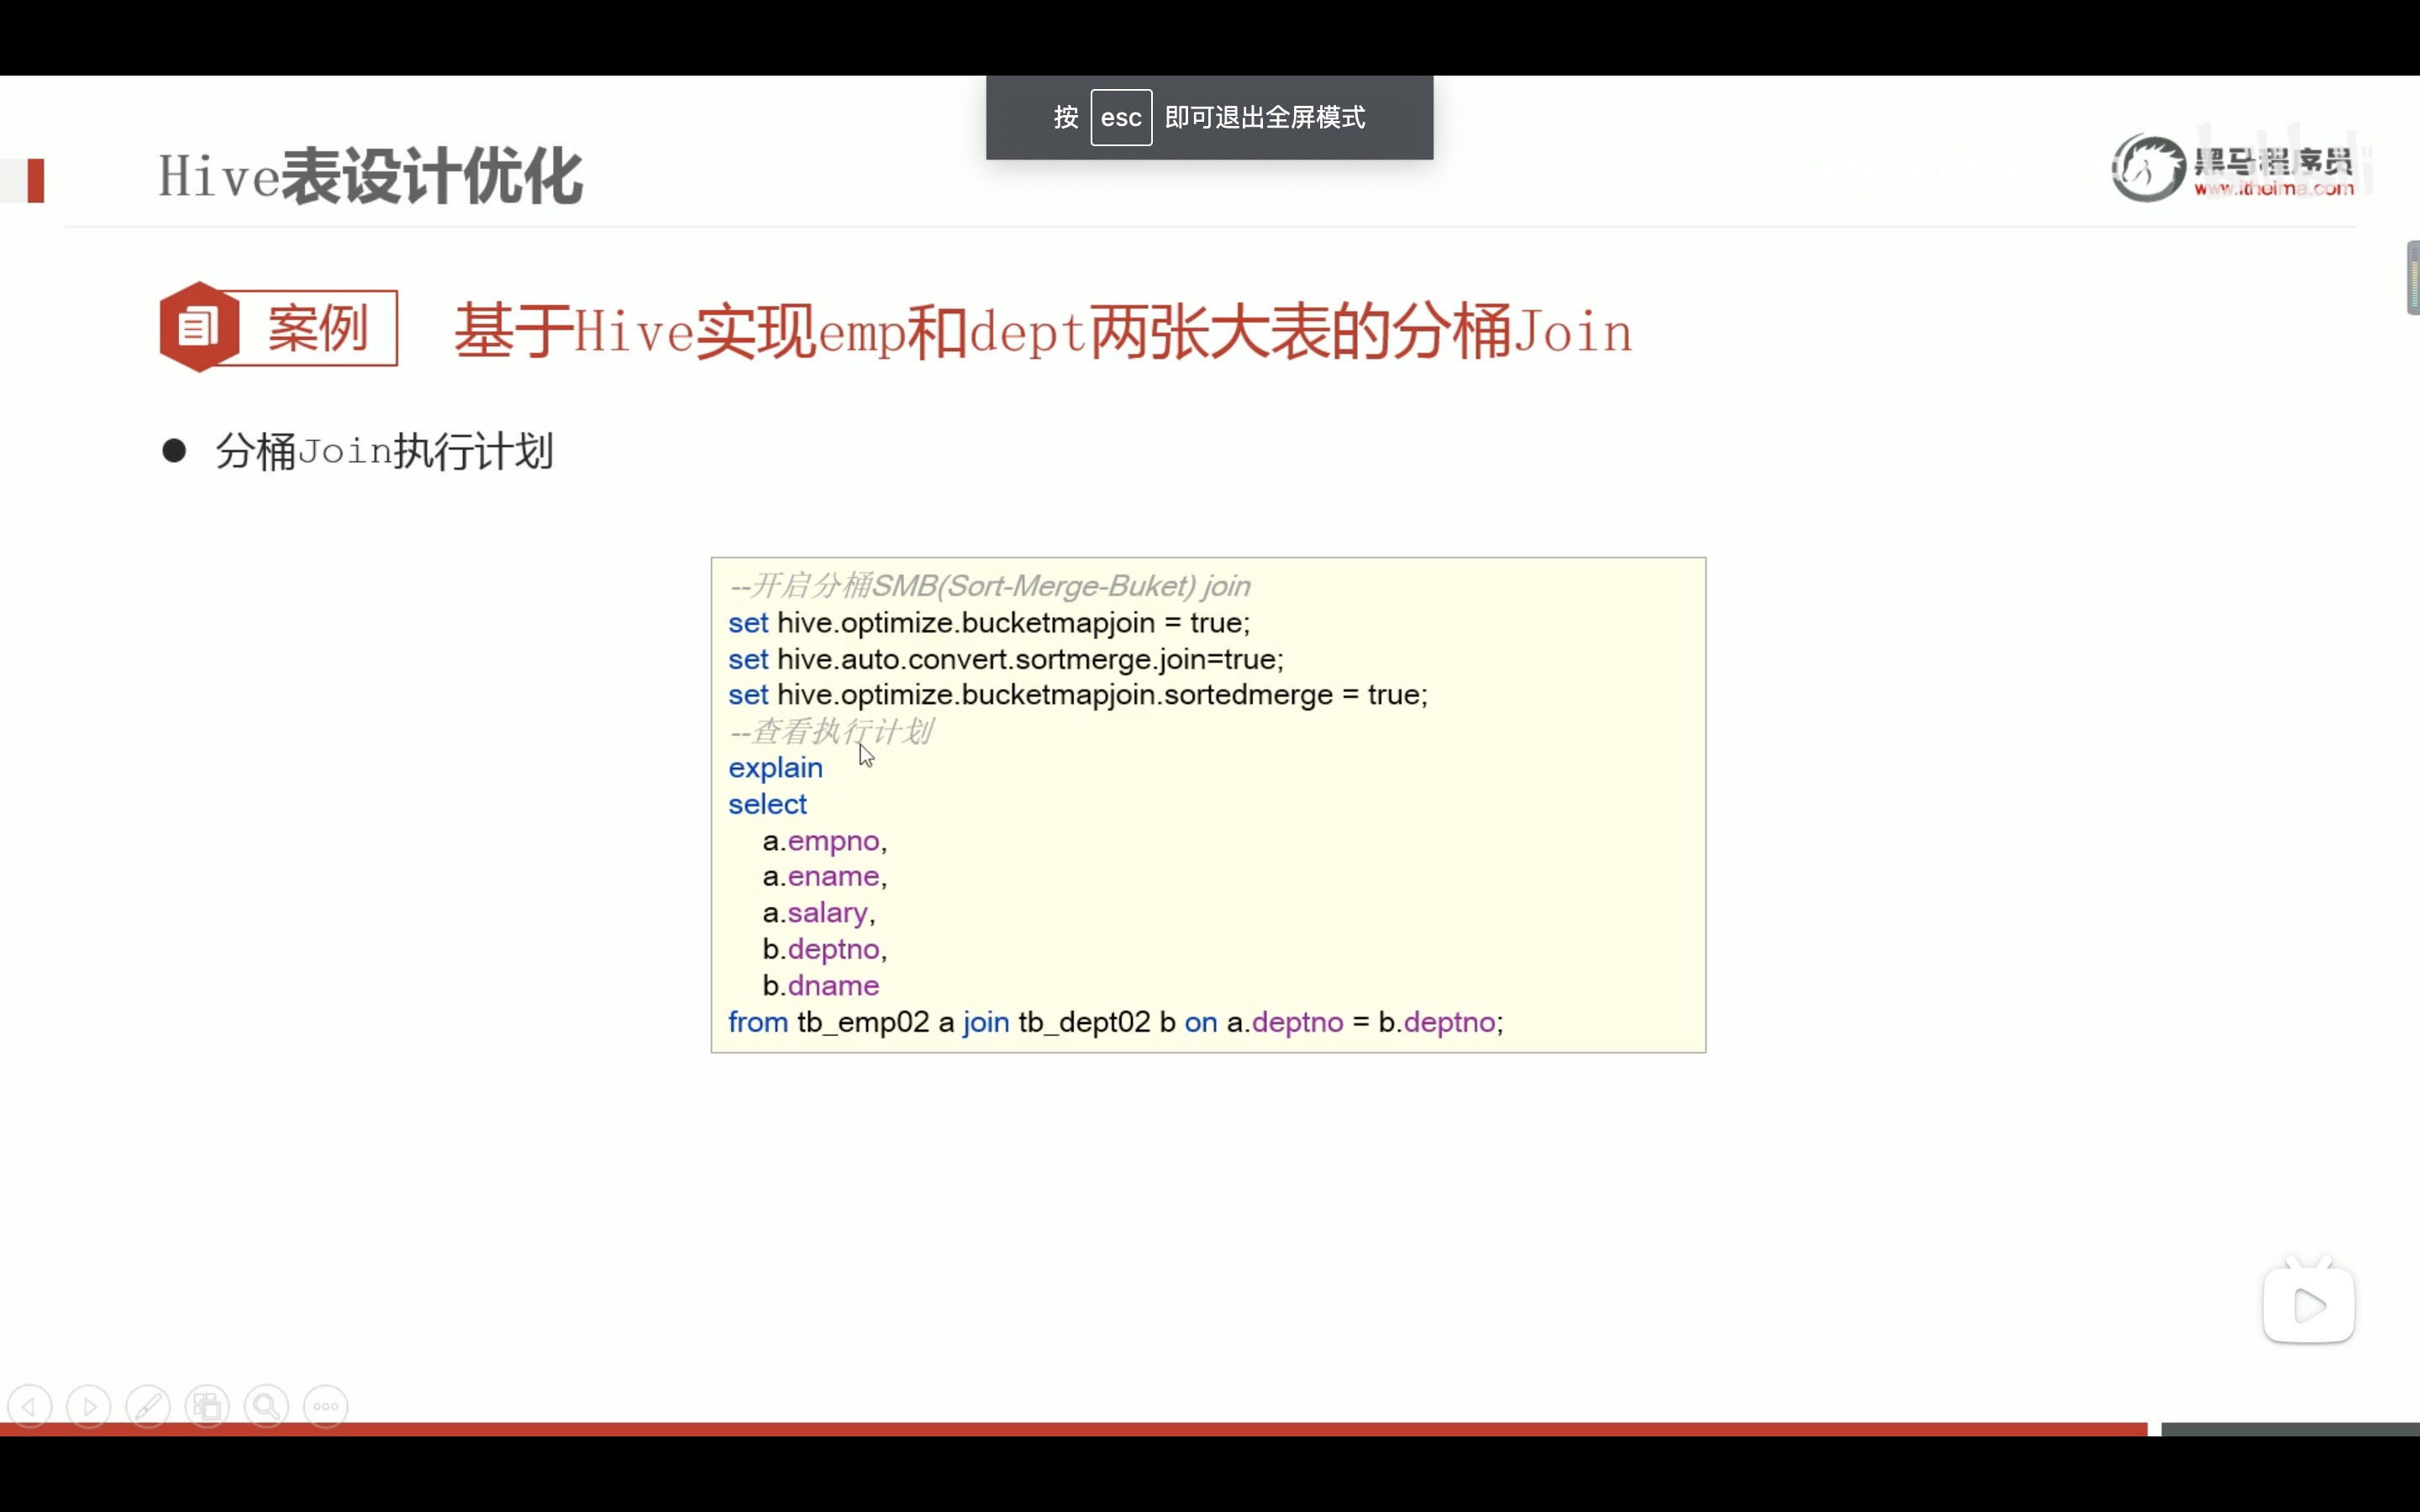 按 esc 即可退出全屏模式
Hive表设计优化
黑马程序员
www.itheima.com
案例
基于Hive实现emp和dept两张大表的分桶Join
分桶Join执行计划
--开启分桶SMB(Sort-Merge-Buket) join
set hive.optimize.bucketmapjoin = true;
set hive.auto.convert.sortmerge.join=true;
set hive.optimize.bucketmapjoin.sortedmerge = true;
--查看执行计划
explain
select
a.empno,
a.ename,
a.salary,
b.deptno,
b.dname
from tb_emp02 a join tb_dept02 b on a.deptno = b.deptno;